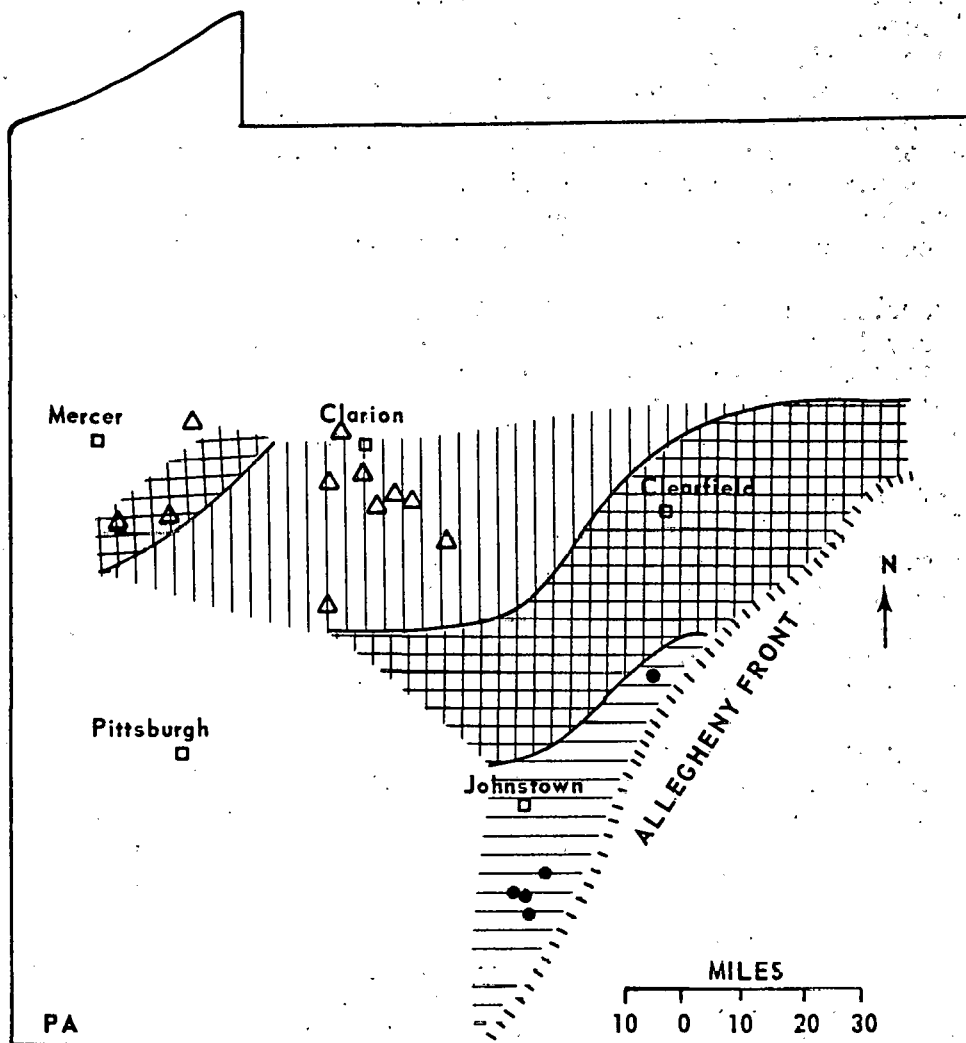 Mercer
Clarion
Clearfield
N
ALLEGHENY FRONT
Pittsburgh
Johnstown
MILES
10 0 10 20 30
PA